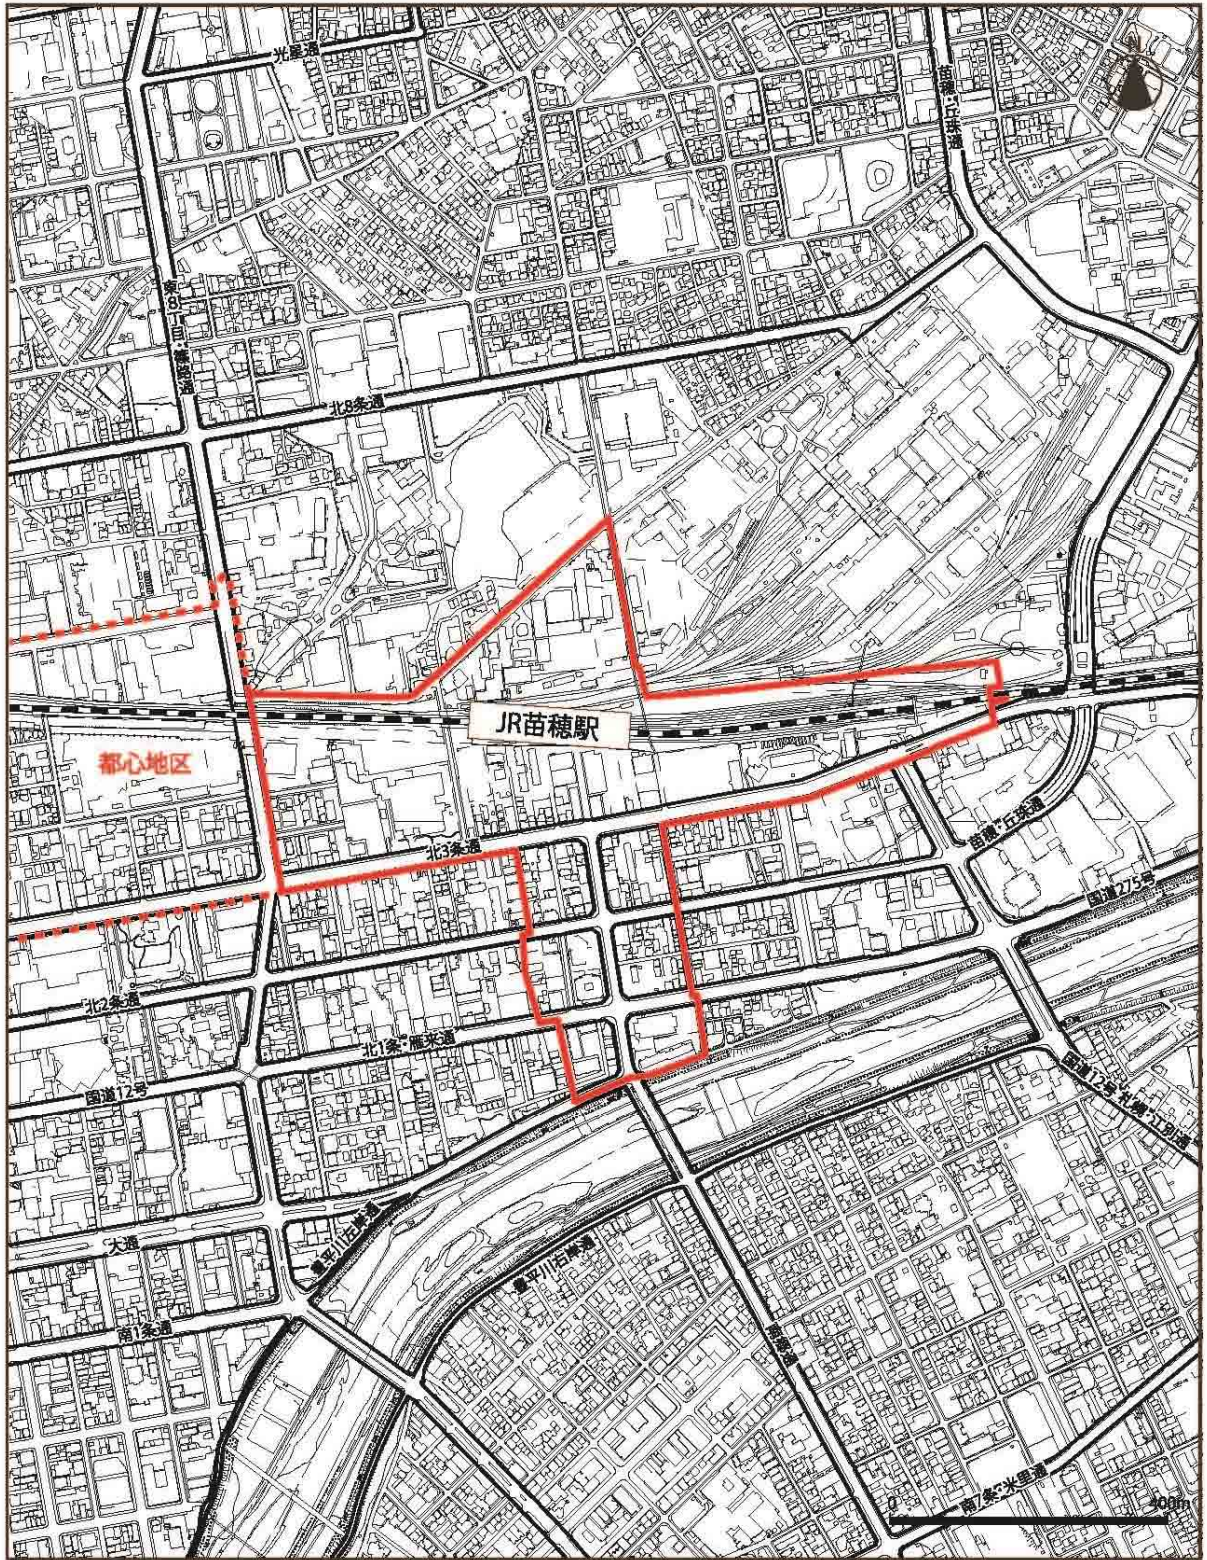 光星通
N
苗穂・丘珠通
東8丁目・篠路通
北8条通
JR苗穂駅
都心地区
北3条通
苗穂・丘珠通
国道275号
北2条通
北1条・雁来通
国道12号
国道12号・札幌・江別通
豊平川左岸通
大通
豊平川右岸通
南1条通
苗穂通
南7条・米里通
0
400m